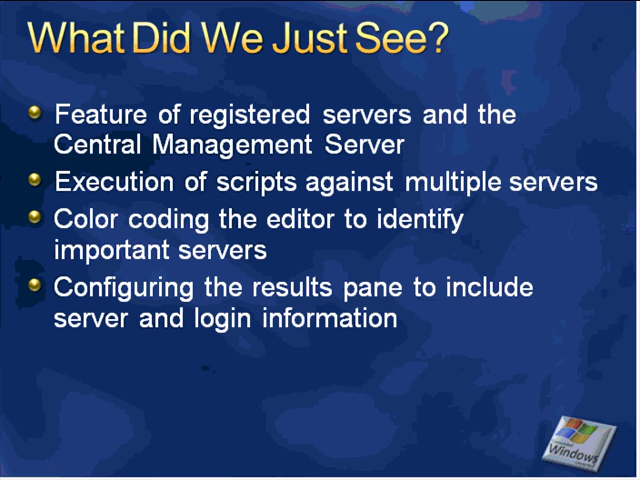 What Did We Just See?
Feature of registered servers and the
Central Management Server
Execution of scripts against multiple servers
Color coding the editor to identify
important servers
Configuring the results pane to include
server and login information
Windows